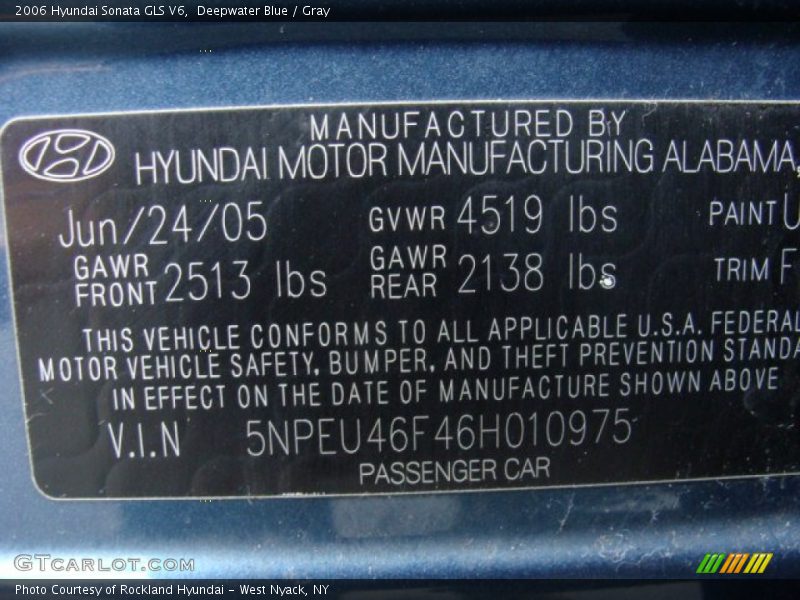 2006 Hyundai Sonata GLS V6, Deepwater Blue / Gray
MANUFACTURED BY
HYUNDAI MOTOR MANUFACTURING ALABAMA,
Jun/24/05 GVWR 4519 lbs PAINT U
GAWR FRONT 2513 lbs GAWR REAR 2138 lbs TRIM F
THIS VEHICLE CONFORMS TO ALL APPLICABLE U.S.A. FEDERAL
MOTOR VEHICLE SAFETY, BUMPER, AND THEFT PREVENTION STANDA
IN EFFECT ON THE DATE OF MANUFACTURE SHOWN ABOVE
V.I.N 5NPEU46F46H010975
PASSENGER CAR
GTCARLOT.COM
Photo Courtesy of Rockland Hyundai - West Nyack, NY